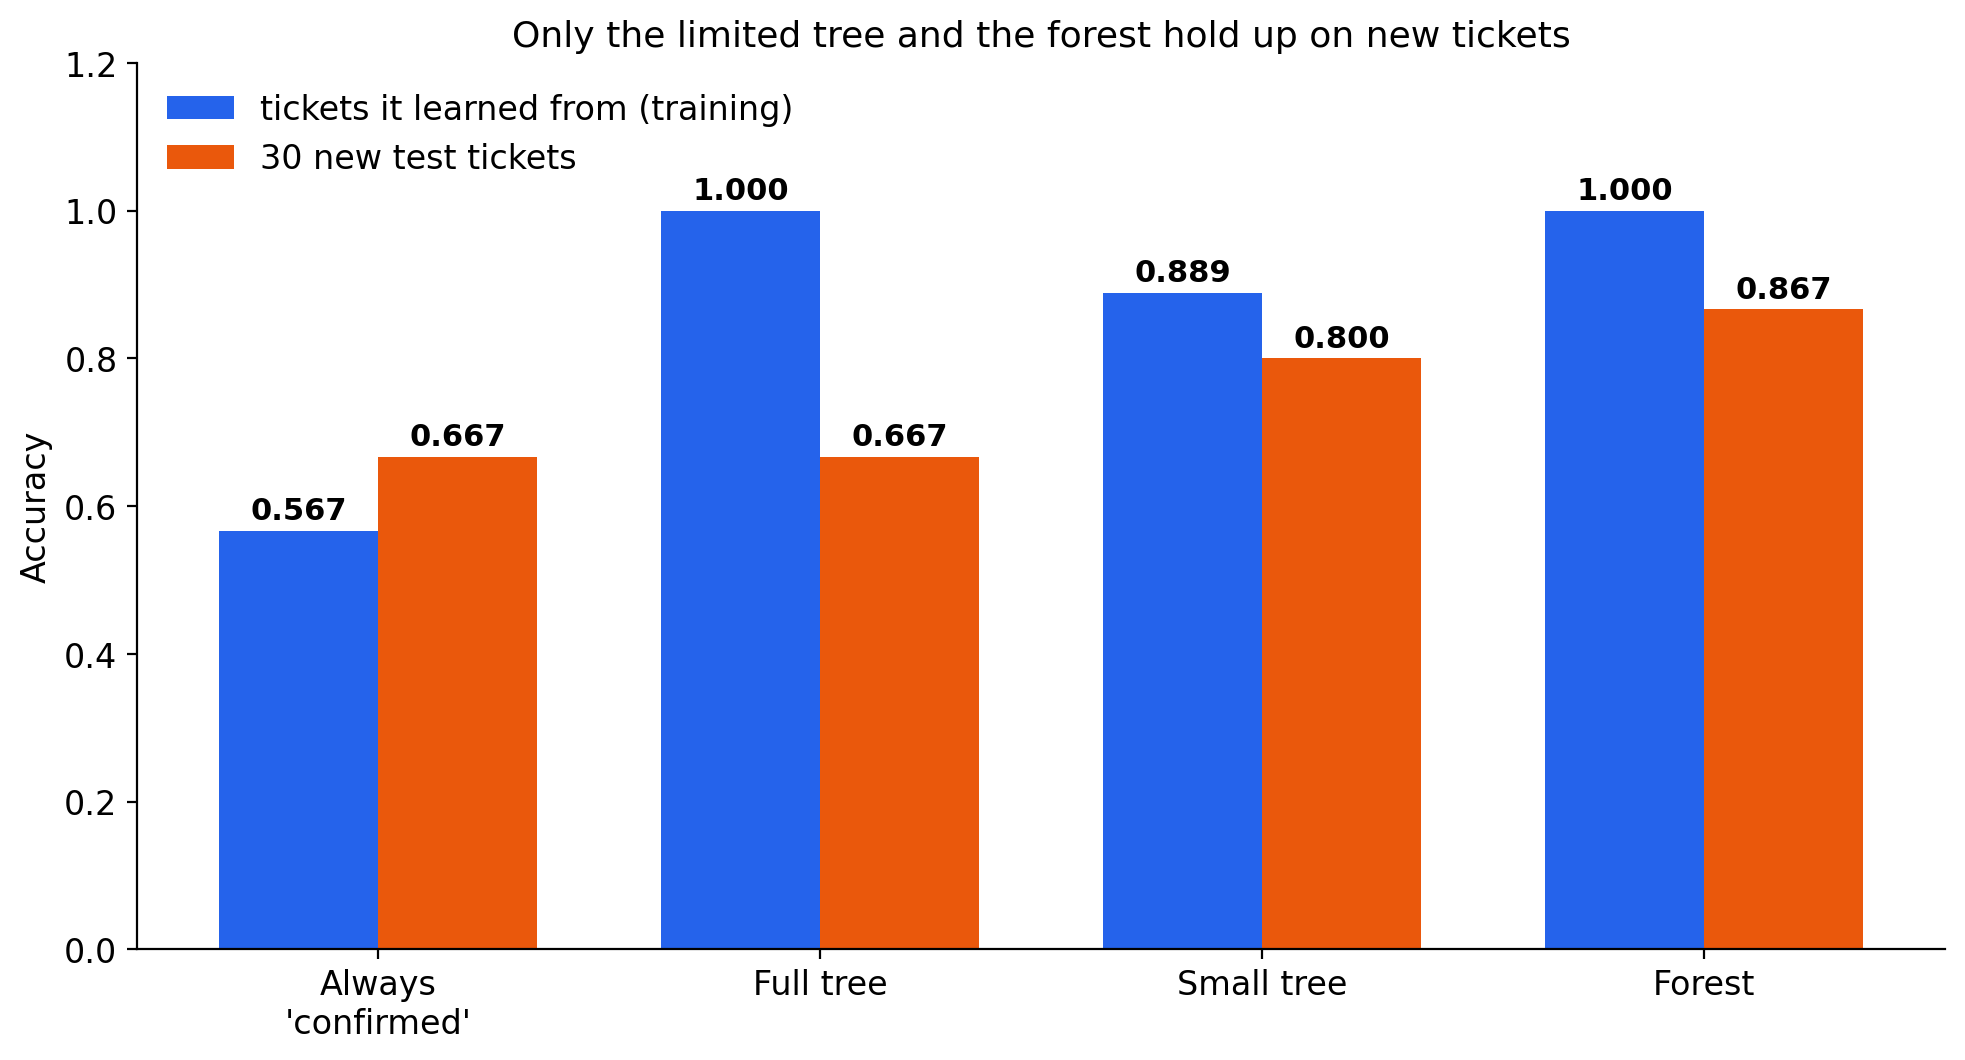 Only the limited tree and the forest hold up on new tickets
1.2
1.0
0.8
0.6
0.4
0.2
0.0
Accuracy
tickets it learned from (training)
30 new test tickets
0.567
0.667
1.000
0.667
0.889
0.800
1.000
0.867
Always
'confirmed'
Full tree
Small tree
Forest